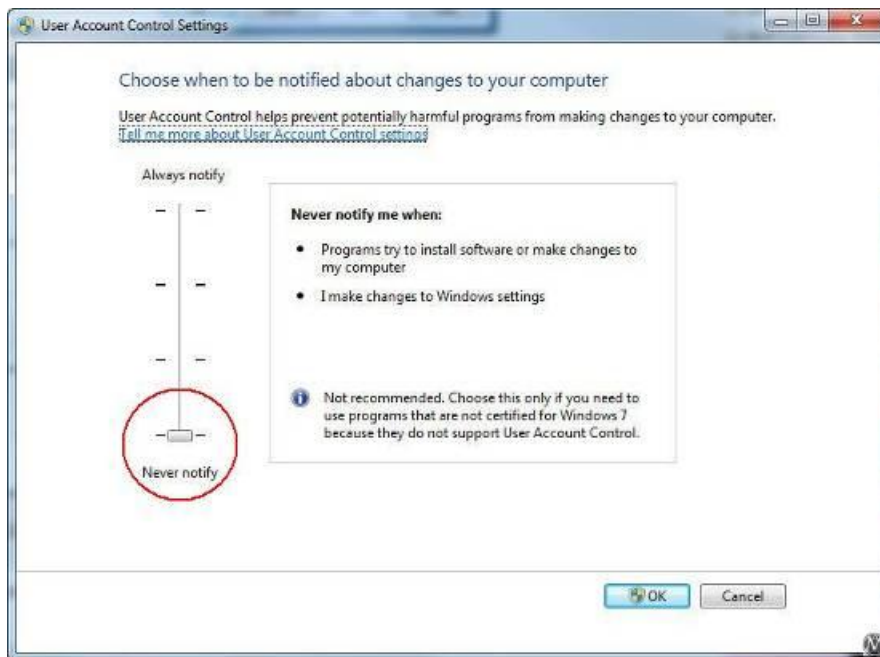 User Account Control Settings
Choose when to be notified about changes to your computer
User Account Control helps prevent potentially harmful programs from making changes to your computer.
Tell me more about User Account Control settings
Always notify
Never notify me when:
• Programs try to install software or make changes to
my computer
• I make changes to Windows settings
Not recommended. Choose this only if you need to
use programs that are not certified for Windows 7
because they do not support User Account Control.
Never notify
OK
Cancel